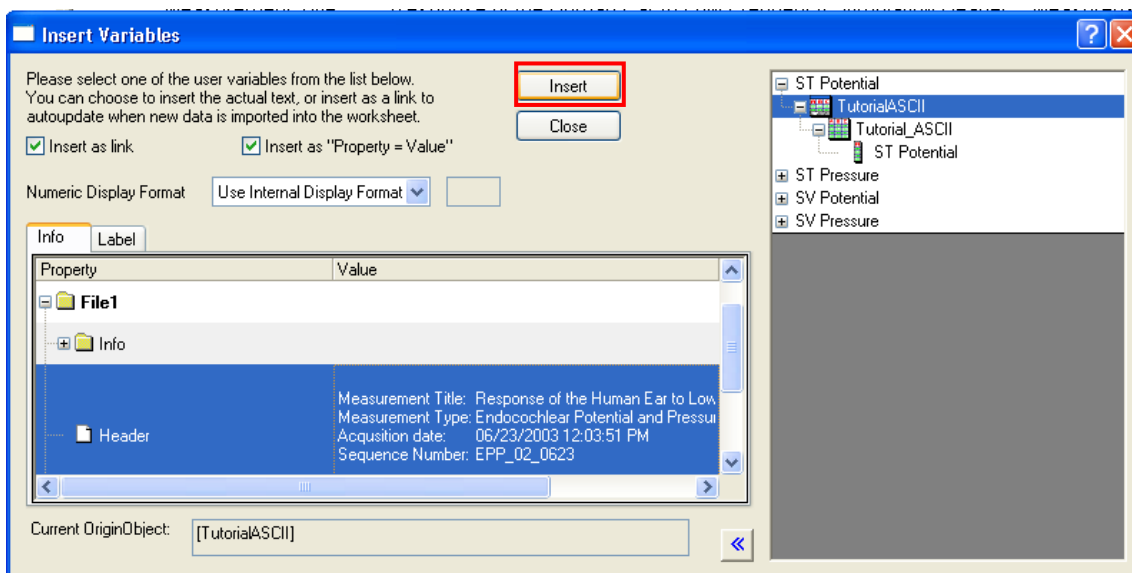 Insert Variables
Please select one of the user variables from the list below.
You can choose to insert the actual text, or insert as a link to
autoupdate when new data is imported into the worksheet.
Insert as link
Insert as "Property = Value"
Insert
Close
Numeric Display Format
Use Internal Display Format
Info
Label
Property
Value
File1
Info
Header
Measurement Title: Response of the Human Ear to Low
Measurement Type: Endocochlear Potential and Pressur
Acqusition date: 06/23/2003 12:03:51 PM
Sequence Number: EPP_02_0623
Current OriginObject:
[TutorialASCII]
ST Potential
TutorialASCII
Tutorial_ASCII
ST Potential
ST Pressure
SV Potential
SV Pressure